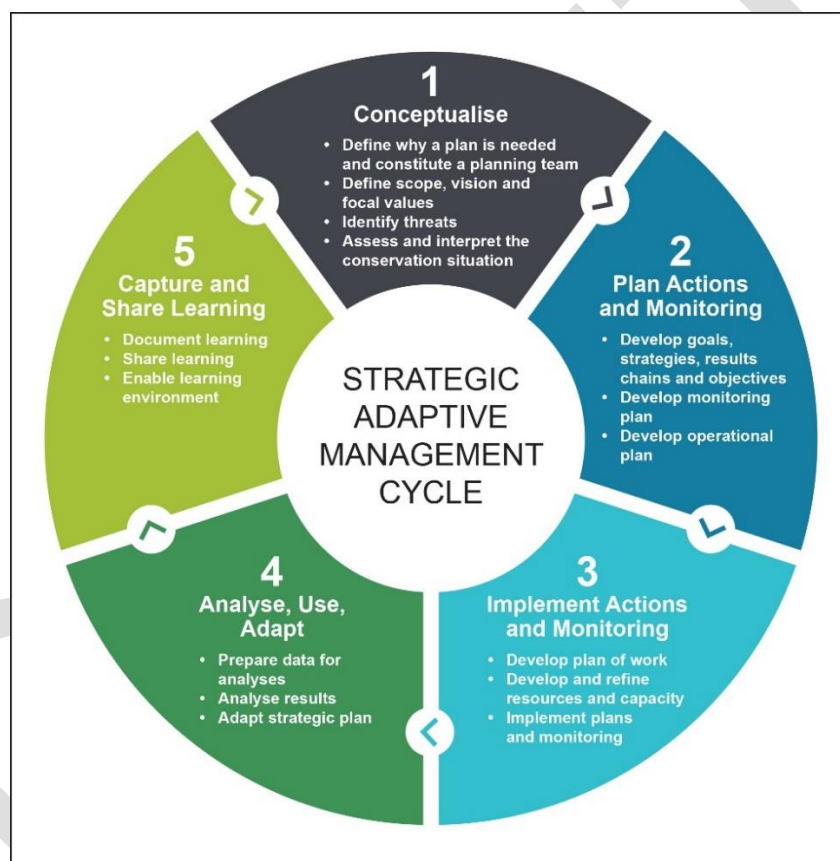 1
Conceptualise
• Define why a plan is needed
and constitute a planning team
• Define scope, vision and
focal values
• Identify threats
• Assess and interpret the
conservation situation
2
Plan Actions
and Monitoring
• Develop goals,
strategies, results
chains and objectives
• Develop monitoring
plan
• Develop operational
plan
3
Implement Actions
and Monitoring
• Develop plan of work
• Develop and refine
resources and capacity
• Implement plans
and monitoring
4
Analyse, Use,
Adapt
• Prepare data for
analyses
• Analyse results
• Adapt strategic plan
5
Capture and
Share Learning
• Document learning
• Share learning
• Enable learning
environment
STRATEGIC
ADAPTIVE
MANAGEMENT
CYCLE